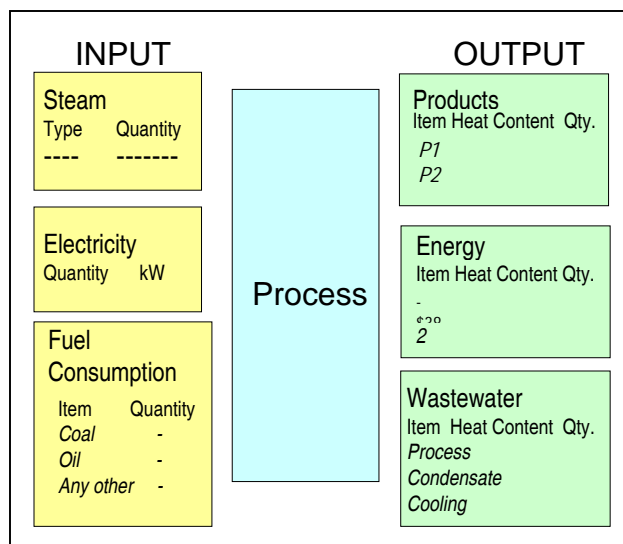 INPUT
Steam
Type Quantity
---- -------
Electricity
Quantity kW
Fuel
Consumption
Item Quantity
Coal -
Oil -
Any other -
Process
OUTPUT
Products
Item Heat Content Qty.
P1
P2
Energy
Item Heat Content Qty.
-
2
Wastewater
Item Heat Content Qty.
Process
Condensate
Cooling